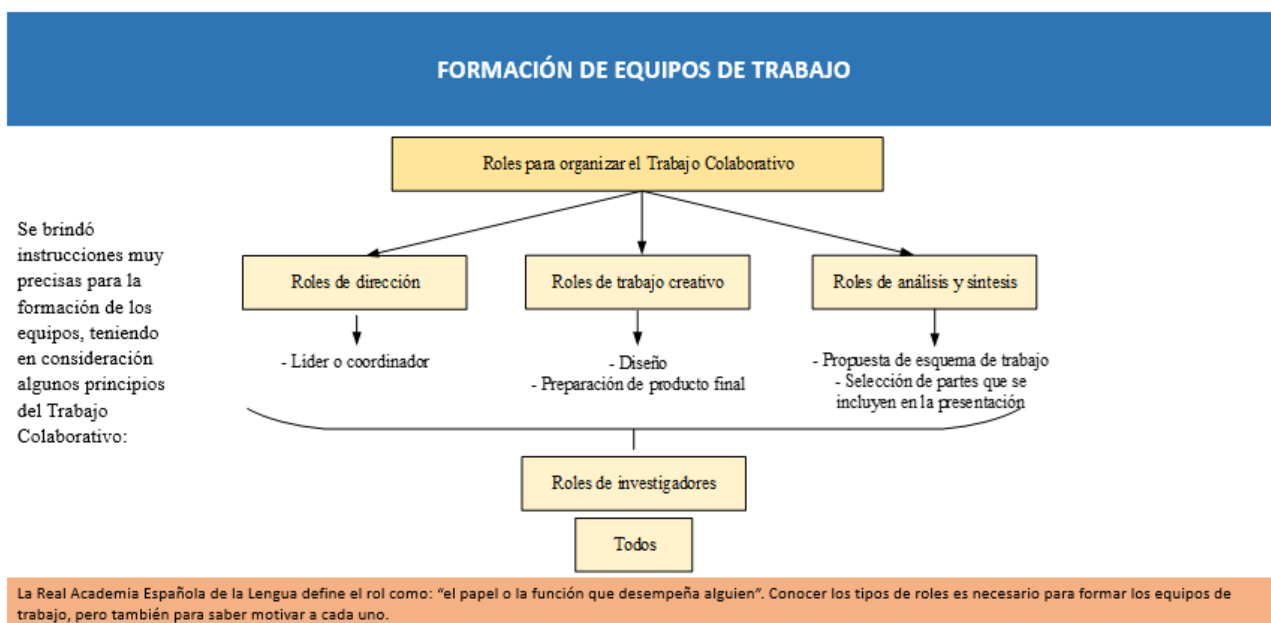 FORMACIÓN DE EQUIPOS DE TRABAJO
Roles para organizar el Trabajo Colaborativo
Se brindó
instrucciones muy
precisas para la
formación de los
equipos, teniendo
en consideración
algunos principios
del Trabajo
Colaborativo:
Roles de dirección
- Líder o coordinador
Roles de trabajo creativo
- Diseño
- Preparación de producto final
Roles de análisis y síntesis
- Propuesta de esquema de trabajo
- Selección de partes que se
incluyen en la presentación
Roles de investigadores
Todos
La Real Academia Española de la Lengua define el rol como: “el papel o la función que desempeña alguien”. Conocer los tipos de roles es necesario para formar los equipos de
trabajo, pero también para saber motivar a cada uno.